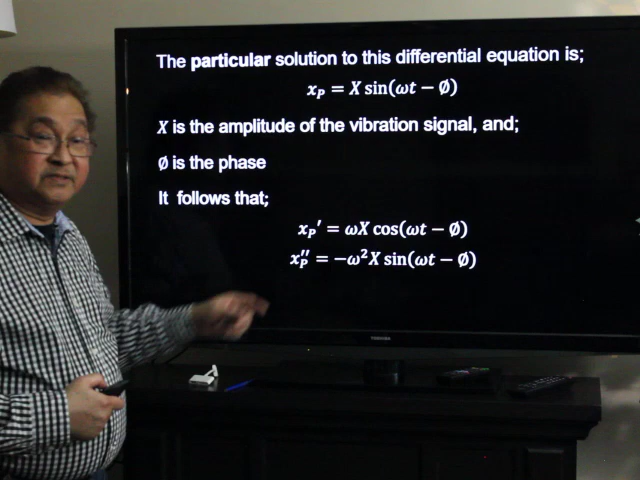 The particular solution to this differential equation is;
x_P = X sin(ωt − Ø)
X is the amplitude of the vibration signal, and;
Ø is the phase
It follows that;
x_P′ = ωX cos(ωt − Ø)
x_P″ = −ω²X sin(ωt − Ø)
TOSHIBA